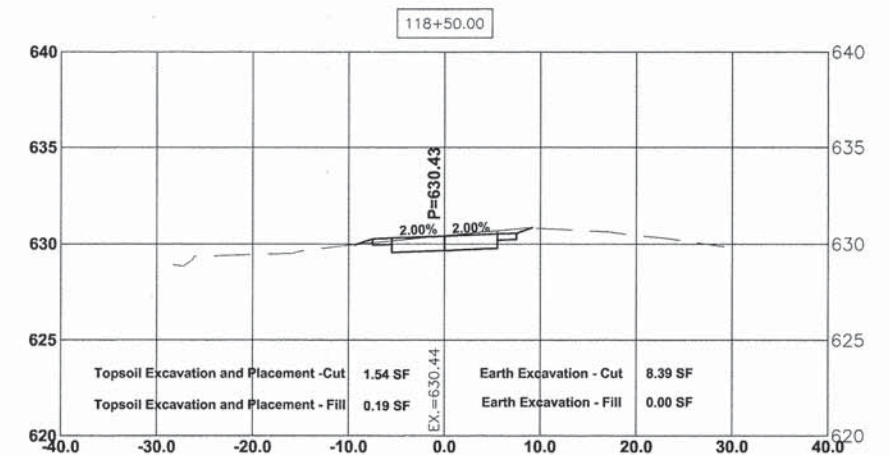 118+50.00
640 640
635 635
P=630.43
2.00% 2.00%
630 630
625 625
EX.=630.44
Topsoil Excavation and Placement -Cut 1.54 SF Earth Excavation - Cut 8.39 SF
Topsoil Excavation and Placement - Fill 0.19 SF Earth Excavation - Fill 0.00 SF
620 620
-40.0 -30.0 -20.0 -10.0 0.0 10.0 20.0 30.0 40.0